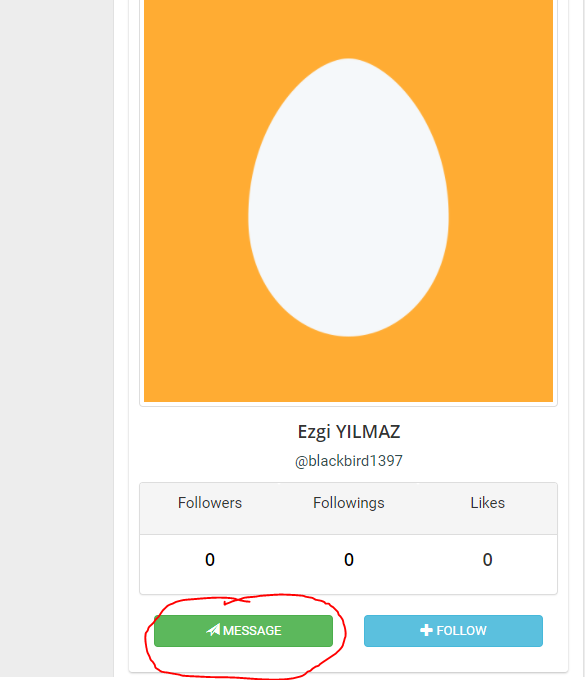 Ezgi YILMAZ
@blackbird1397
Followers Followings Likes
0 0 0
MESSAGE FOLLOW